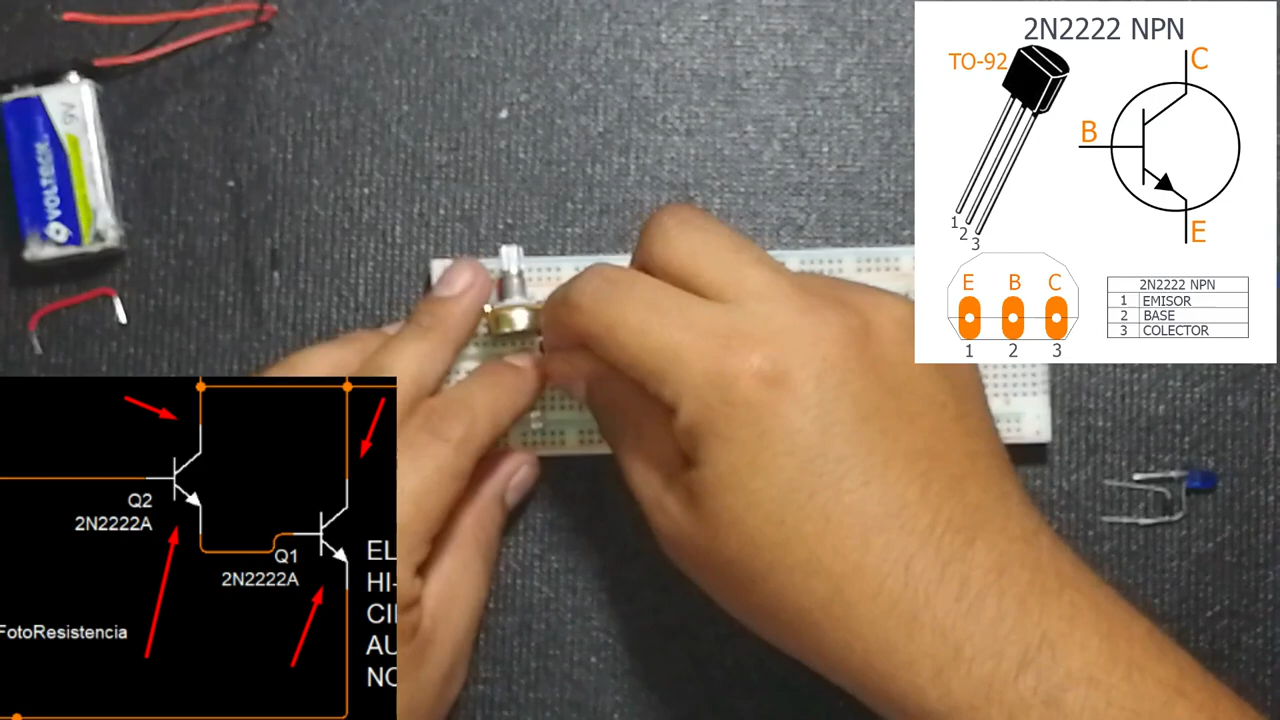 VOLTECK
9V
2N2222 NPN
TO-92
C
B
E
1
2
3
E B C
1 2 3
2N2222 NPN
1 EMISOR
2 BASE
3 COLECTOR
Q2
2N2222A
Q1
2N2222A
FotoResistencia
EL
HI-
CI
AU
NO